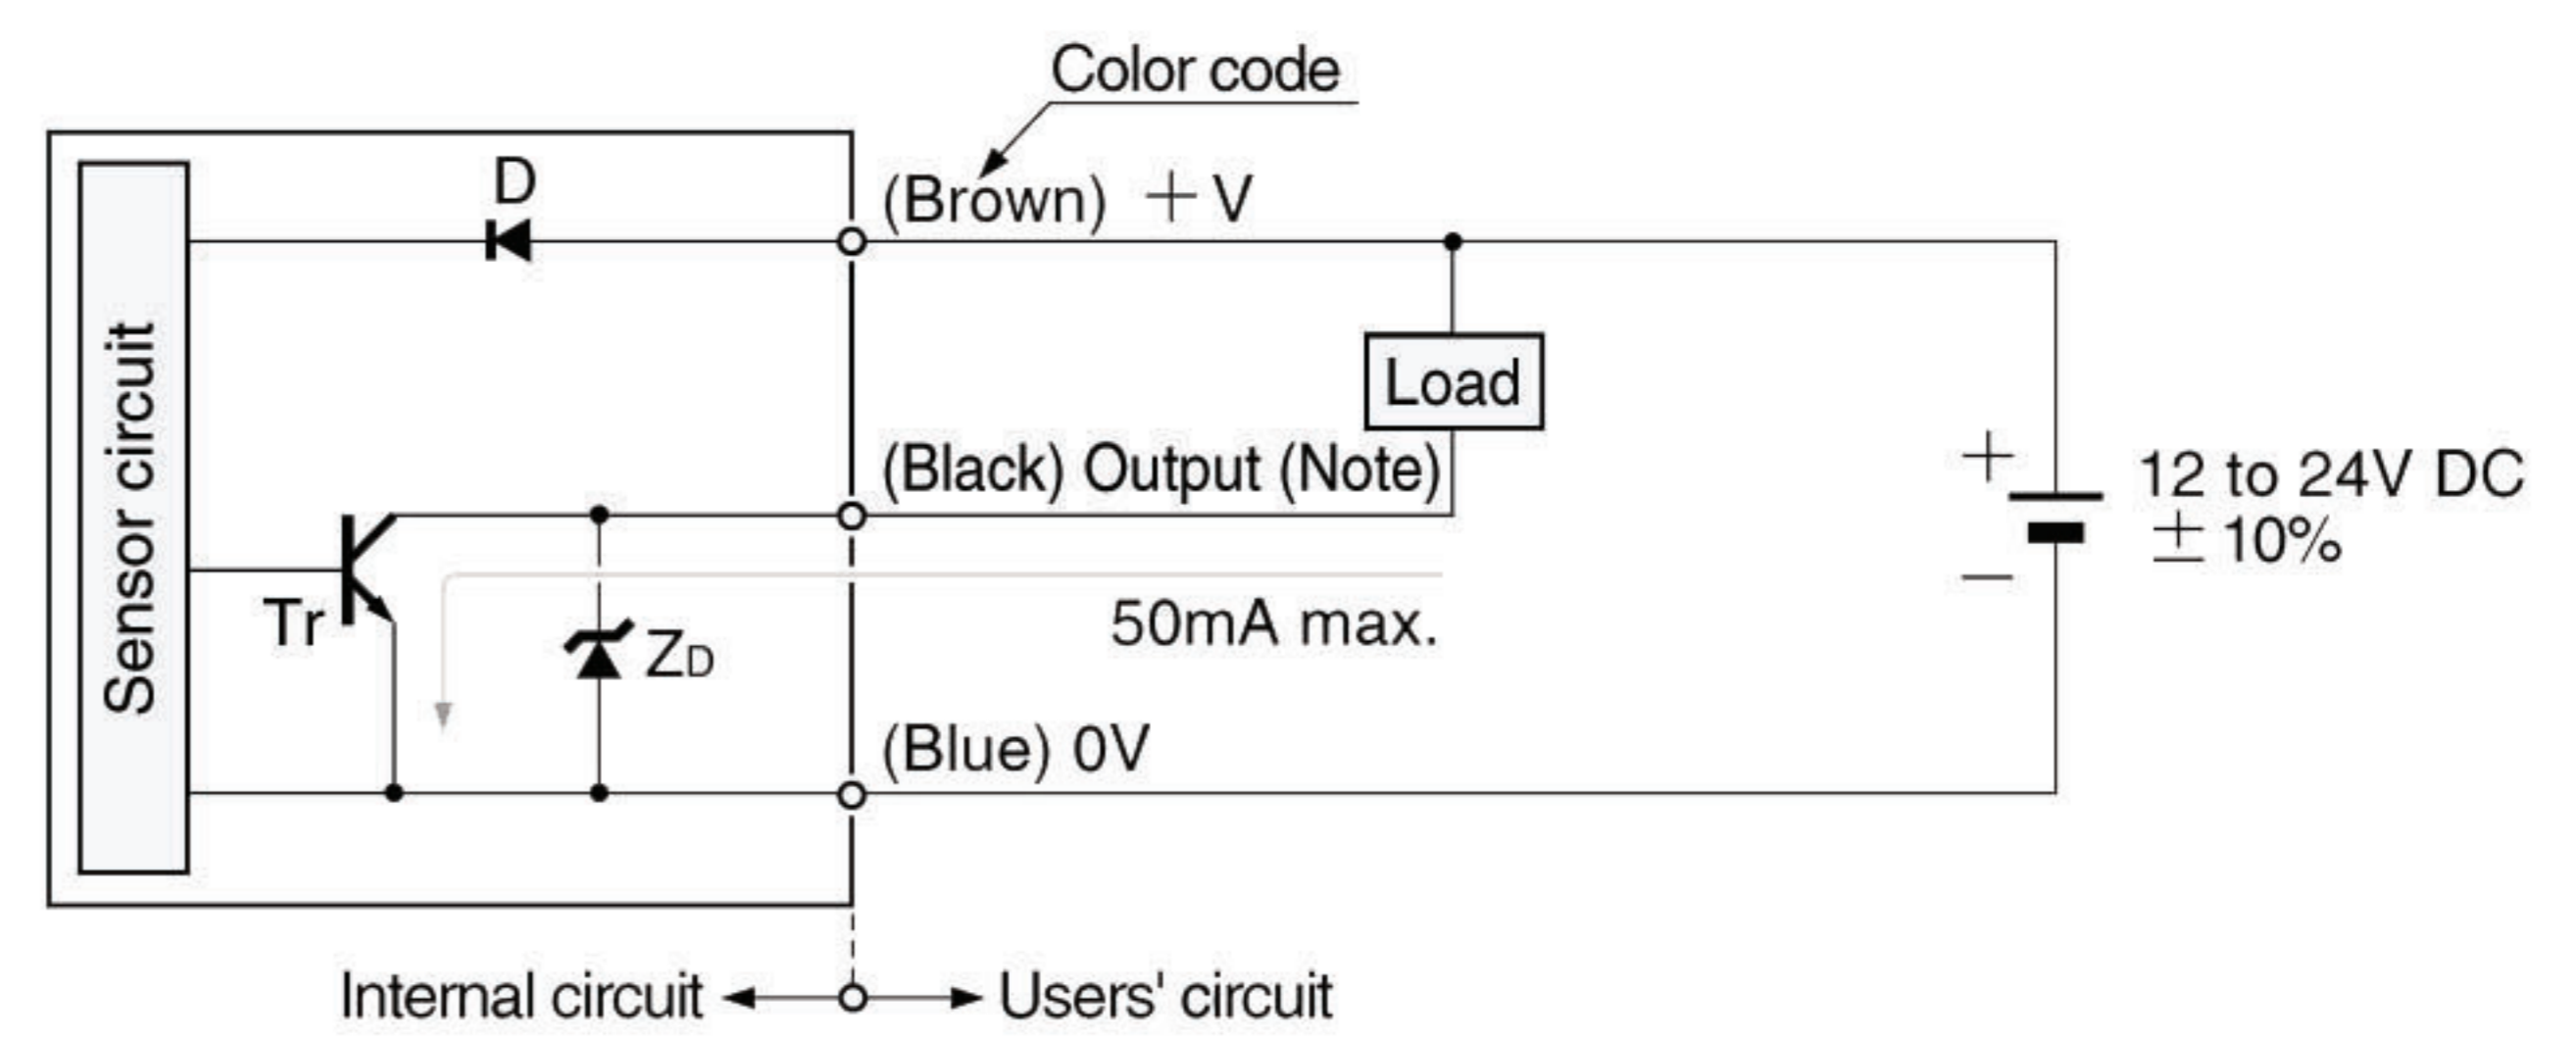 Color code
D
(Brown) +V
Sensor circuit
Load
(Black) Output (Note)
+
12 to 24V DC
±10%
−
Tr
ZD
50mA max.
(Blue) 0V
Internal circuit
Users' circuit